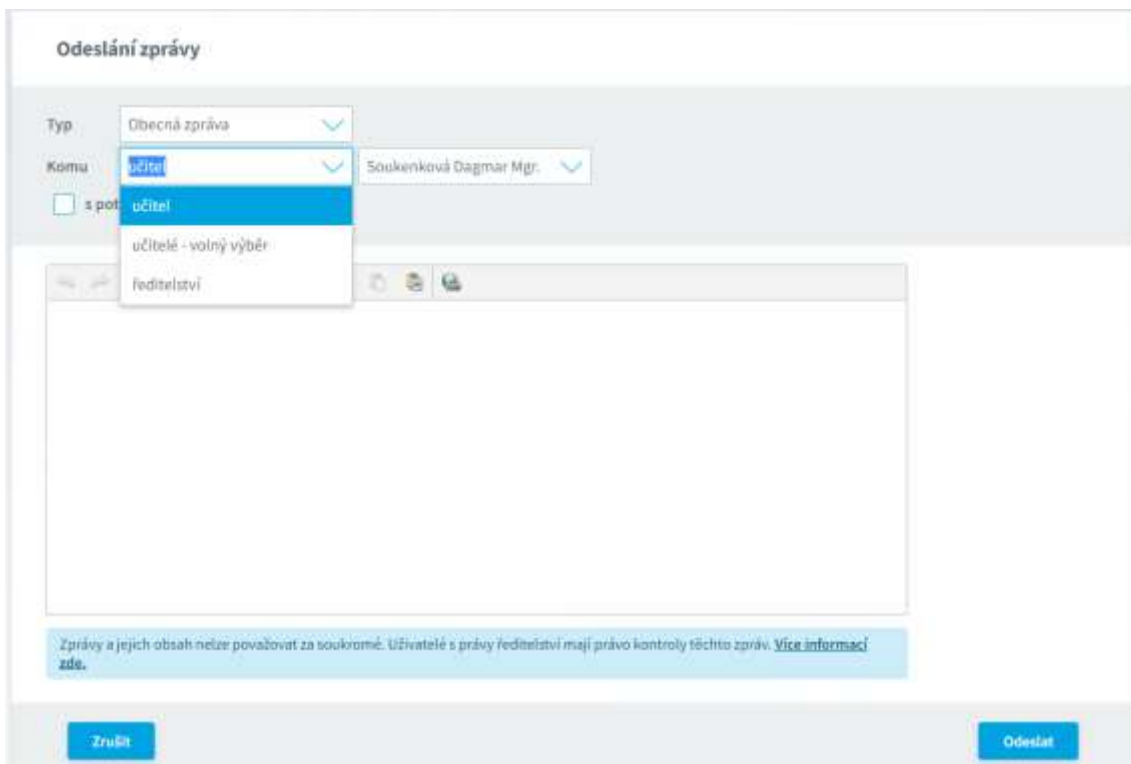 Odeslání zprávy
Typ Obecná zpráva
Komu učitel Soukenková Dagmar Mgr.
s pot
učitel
učitelé - volný výběr
ředitelství
Zprávy a jejich obsah nelze považovat za soukromé. Uživatelé s právy ředitelství mají právo kontroly těchto zpráv. Více informací
zde.
Zrušit Odeslat